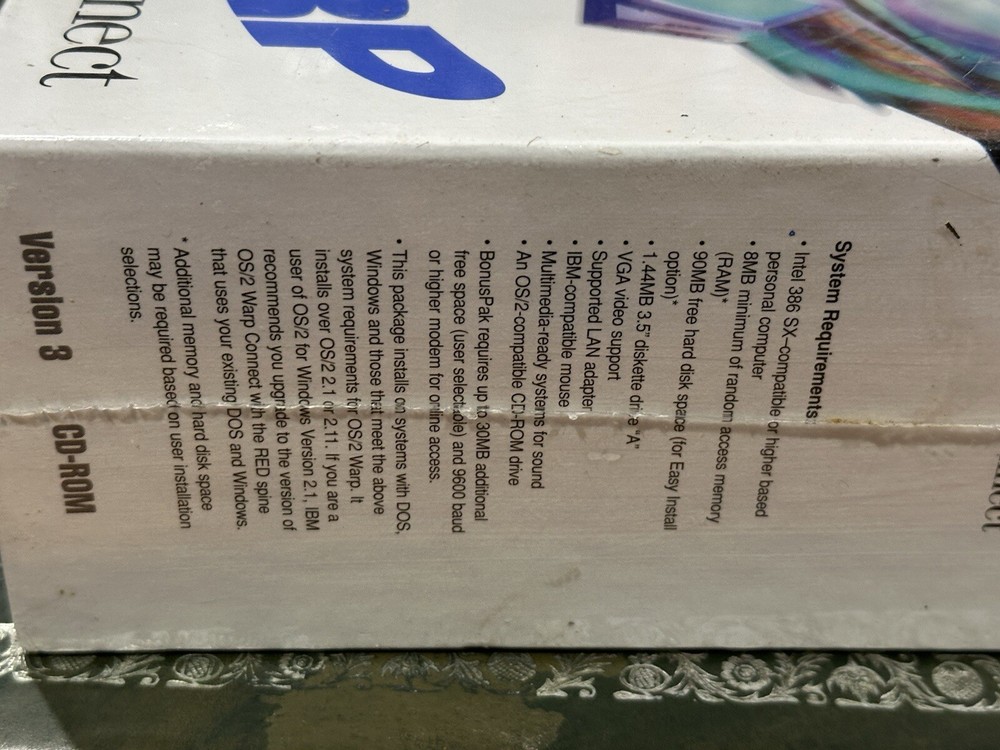 nnect
RP
System Requirements:
• Intel 386 SX–compatible or higher based
personal computer
• 8MB minimum of random access memory
(RAM)*
• 90MB free hard disk space (for Easy Install
option)*
• 1.44MB 3.5" diskette drive "A"
• VGA video support
• Supported LAN adapter
• IBM-compatible mouse
• Multimedia-ready systems for sound
• An OS/2-compatible CD-ROM drive
• BonusPak requires up to 30MB additional
free space (user selectable) and 9600 baud
or higher modem for online access.
• This package installs on systems with DOS,
Windows and those that meet the above
system requirements for OS/2 Warp. It
installs over OS/2 2.1 or 2.11. If you are a
user of OS/2 for Windows Version 2.1, IBM
recommends you upgrade to the version of
OS/2 Warp Connect with the RED spine
that uses your existing DOS and Windows.
* Additional memory and hard disk space
may be required based on user installation
selections.
Version 3 CD-ROM
nnect